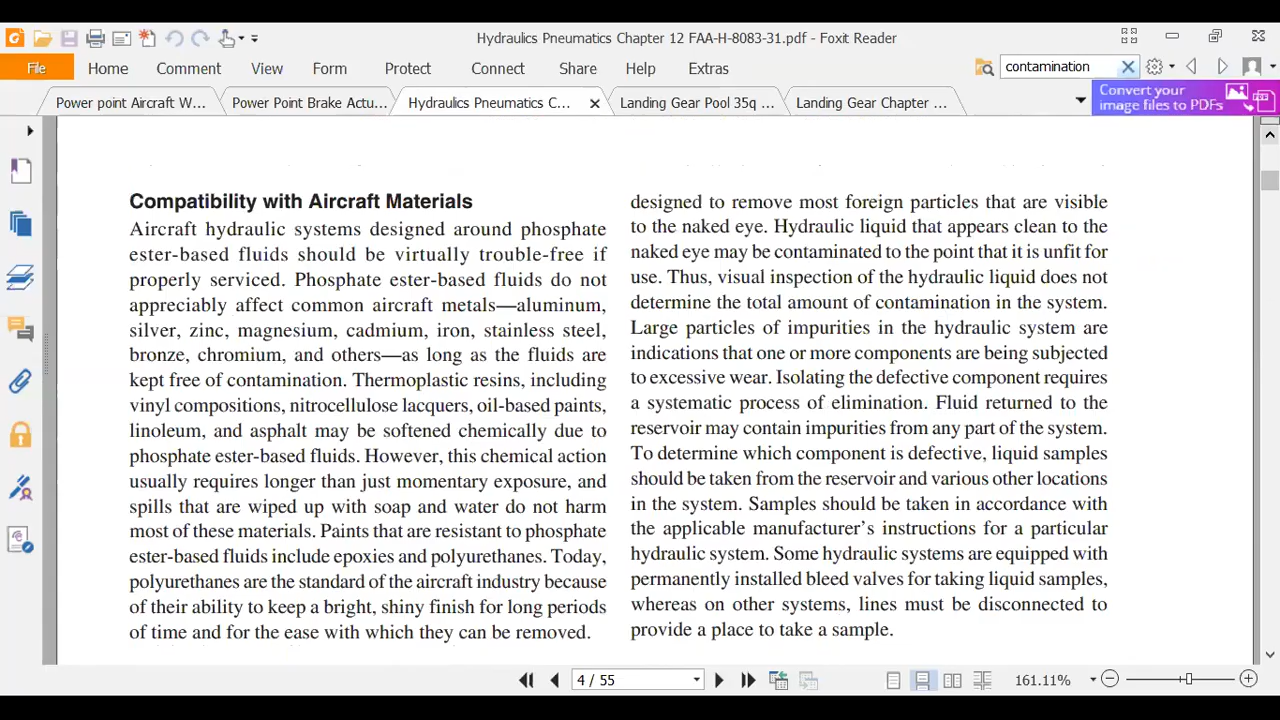 Hydraulics Pneumatics Chapter 12 FAA-H-8083-31.pdf - Foxit Reader
File
Home
Comment
View
Form
Protect
Connect
Share
Help
Extras
contamination
Power point Aircraft W...
Power Point Brake Actu...
Hydraulics Pneumatics C...
Landing Gear Pool 35q ...
Landing Gear Chapter ...
Convert your
image files to PDFs
Compatibility with Aircraft Materials
Aircraft hydraulic systems designed around phosphate
ester-based fluids should be virtually trouble-free if
properly serviced. Phosphate ester-based fluids do not
appreciably affect common aircraft metals—aluminum,
silver, zinc, magnesium, cadmium, iron, stainless steel,
bronze, chromium, and others—as long as the fluids are
kept free of contamination. Thermoplastic resins, including
vinyl compositions, nitrocellulose lacquers, oil-based paints,
linoleum, and asphalt may be softened chemically due to
phosphate ester-based fluids. However, this chemical action
usually requires longer than just momentary exposure, and
spills that are wiped up with soap and water do not harm
most of these materials. Paints that are resistant to phosphate
ester-based fluids include epoxies and polyurethanes. Today,
polyurethanes are the standard of the aircraft industry because
of their ability to keep a bright, shiny finish for long periods
of time and for the ease with which they can be removed.
designed to remove most foreign particles that are visible
to the naked eye. Hydraulic liquid that appears clean to the
naked eye may be contaminated to the point that it is unfit for
use. Thus, visual inspection of the hydraulic liquid does not
determine the total amount of contamination in the system.
Large particles of impurities in the hydraulic system are
indications that one or more components are being subjected
to excessive wear. Isolating the defective component requires
a systematic process of elimination. Fluid returned to the
reservoir may contain impurities from any part of the system.
To determine which component is defective, liquid samples
should be taken from the reservoir and various other locations
in the system. Samples should be taken in accordance with
the applicable manufacturer's instructions for a particular
hydraulic system. Some hydraulic systems are equipped with
permanently installed bleed valves for taking liquid samples,
whereas on other systems, lines must be disconnected to
provide a place to take a sample.
4 / 55
161.11%